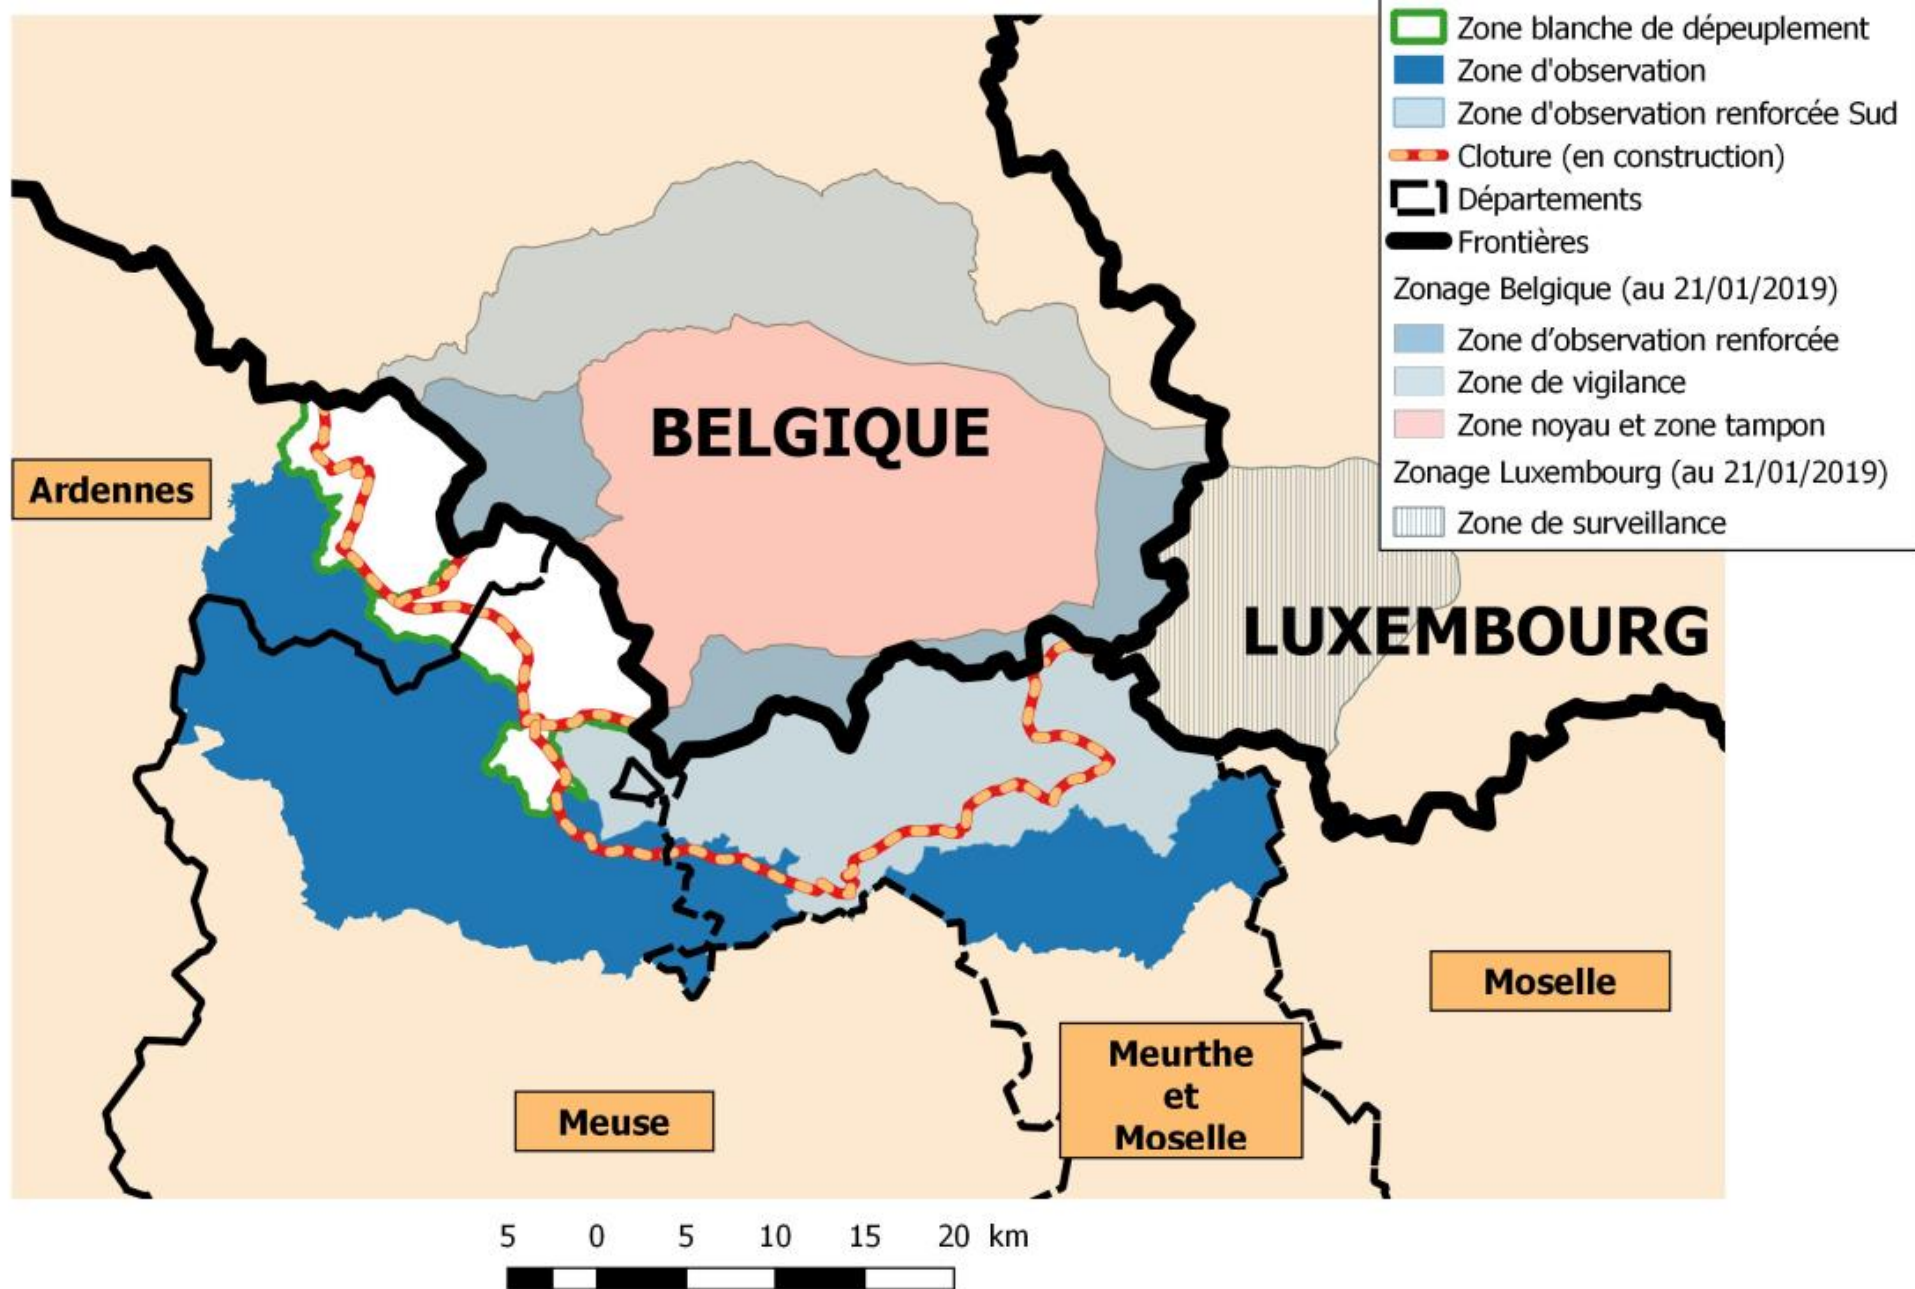 Zone blanche de dépeuplement
Zone d'observation
Zone d'observation renforcée Sud
Cloture (en construction)
Départements
Frontières
Zonage Belgique (au 21/01/2019)
Zone d’observation renforcée
Zone de vigilance
Zone noyau et zone tampon
Zonage Luxembourg (au 21/01/2019)
Zone de surveillance
BELGIQUE
Ardennes
LUXEMBOURG
Moselle
Meurthe
et
Moselle
Meuse
5 0 5 10 15 20 km